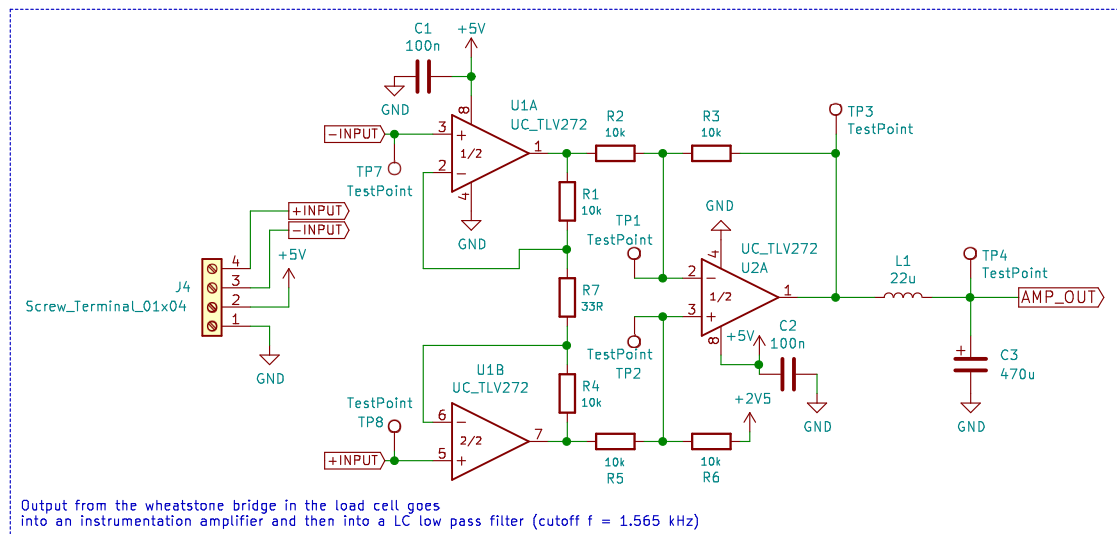 C1
100n
+5V
GND
U1A
UC_TLV272
8
-INPUT
3
+
1/2
2
−
1
4
GND
TP7
TestPoint
R2
10k
R3
10k
TP3
TestPoint
R1
10k
+INPUT
-INPUT
+5V
J4
Screw_Terminal_01x04
4
3
2
1
GND
R7
33R
TP1
TestPoint
GND
4
UC_TLV272
U2A
2
−
1/2
3
+
1
8
TestPoint
TP2
+5V
C2
100n
GND
L1
22u
TP4
TestPoint
AMP_OUT
+
C3
470u
GND
U1B
UC_TLV272
R4
10k
TestPoint
TP8
6
−
2/2
5
+
7
+INPUT
+2V5
10k
R5
10k
R6
Output from the wheatstone bridge in the load cell goes
into an instrumentation amplifier and then into a LC low pass filter (cutoff f = 1.565 kHz)